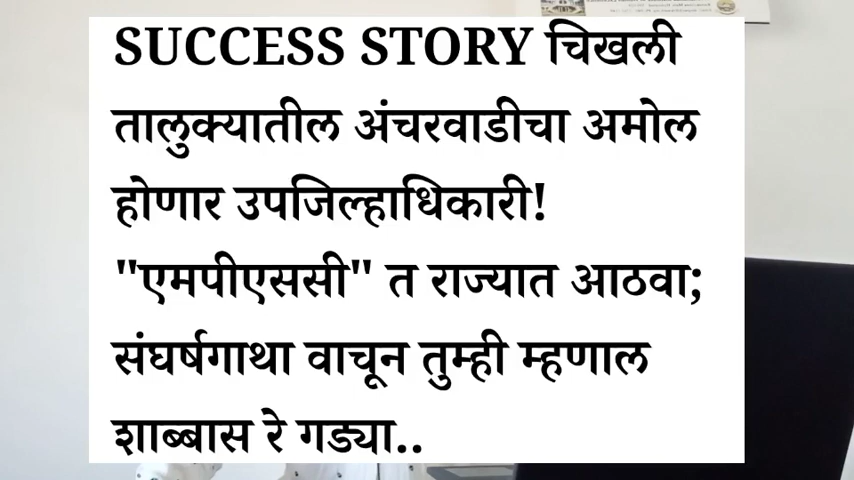 SUCCESS STORY चिखली
तालुक्यातील अंचरवाडीचा अमोल
होणार उपजिल्हाधिकारी!
"एमपीएससी" त राज्यात आठवा;
संघर्षगाथा वाचून तुम्ही म्हणाल
शाब्बास रे गड्या..